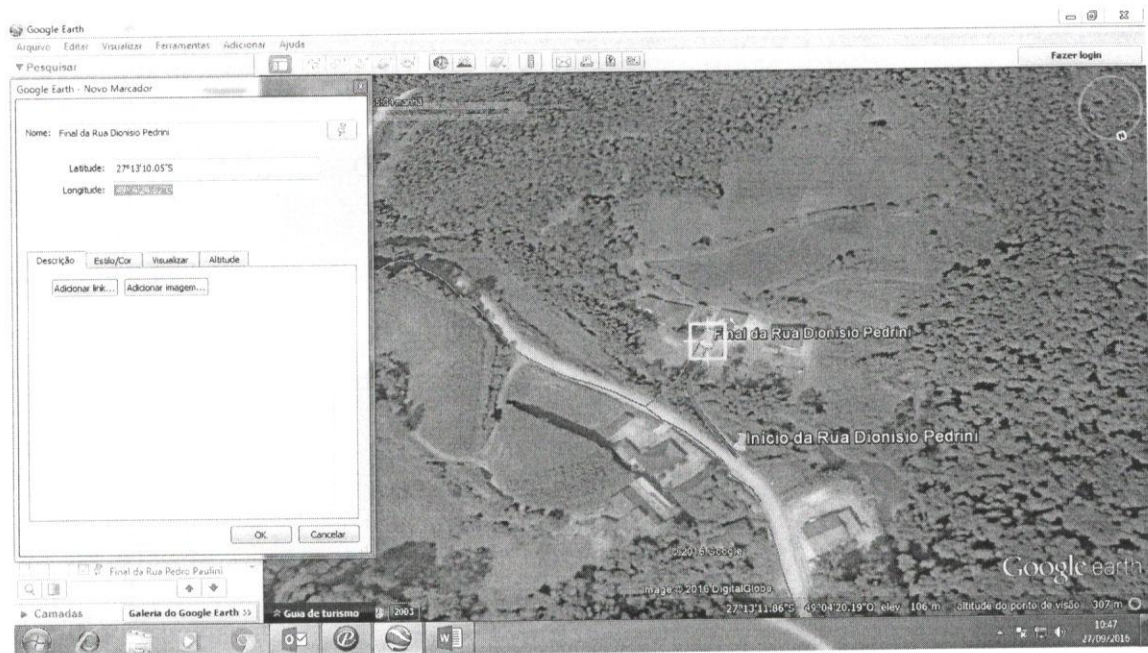 Google Earth
Arquivo Editar Visualizar Ferramentas Adicionar Ajuda
▼ Pesquisar
Fazer login
Google Earth - Novo Marcador
Nome: Final da Rua Dionisio Pedrini
Latitude: 27°13'10.05"S
Longitude:
Descrição Estilo/Cor Visualizar Altitude
Adicionar link... Adicionar imagem...
OK Cancelar
Final da Rua Dionisio Pedrini
Início da Rua Dionisio Pedrini
© 2016 Google
Image © 2016 DigitalGlobe
Google earth
Final da Rua Pedro Paulini
Camadas Galeria do Google Earth >>
Guia de turismo 2003
27°13'11.86"S 49°04'20.19"O elev 106 m altitude do ponto de visão 307 m
10:47
27/09/2016